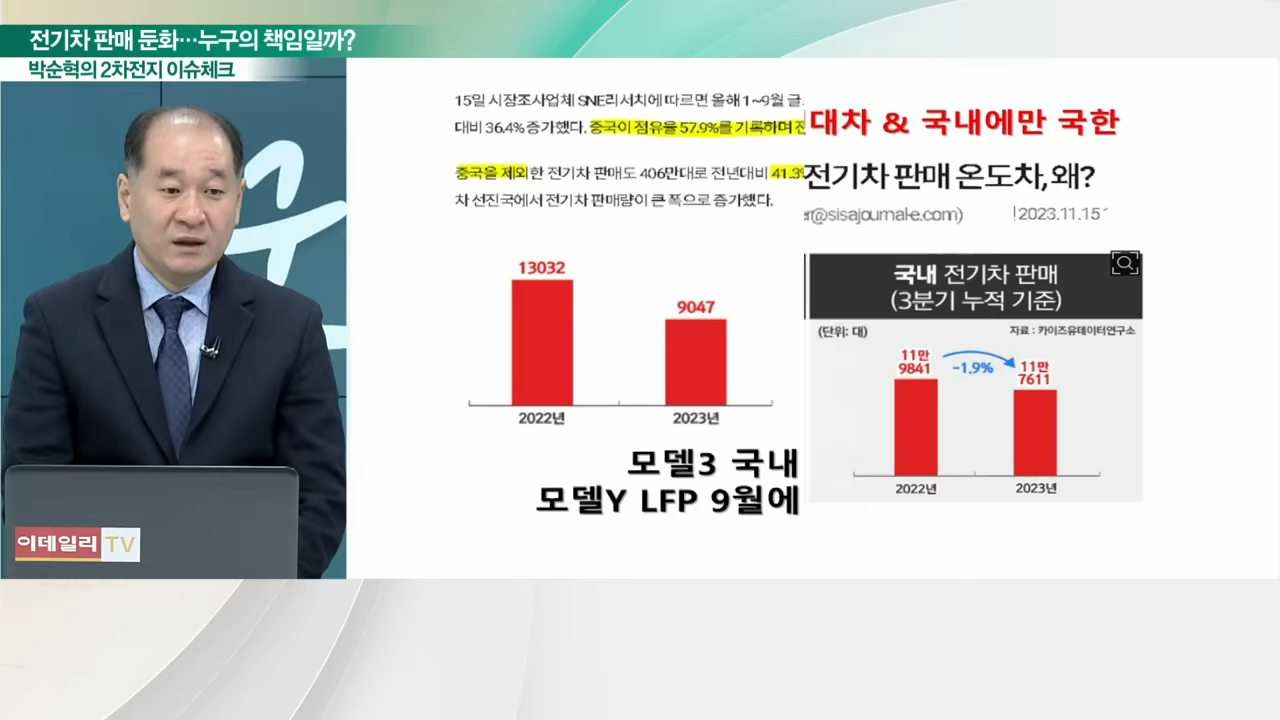 전기차 판매 둔화…누구의 책임일까?
박순혁의 2차전지 이슈체크
15일 시장조사업체 SNE리서치에 따르면 올해 1~9월 글
대비 36.4% 증가했다. 중국이 점유율 57.9%를 기록하며 전
중국을 제외한 전기차 판매도 406만대로 전년대비 41.3%
차 선진국에서 전기차 판매량이 큰 폭으로 증가했다.
13032
9047
2022년
2023년
모델3 국내
모델Y LFP 9월에
대차 & 국내에만 국한
전기차 판매 온도차, 왜?
er@sisajournal-e.com)
2023.11.15
국내 전기차 판매
(3분기 누적 기준)
(단위: 대)
자료 : 카이즈유데이터연구소
11만
9841
-1.9%
11만
7611
2022년
2023년
이데일리 TV